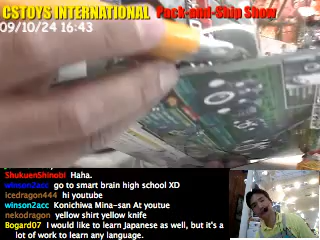 CSTOYS INTERNATIONAL Pack-and-Ship Show
09/10/24 16:43
ShukuenShinobi Haha.
winson2acc go to smart brain high school XD
icedragon444 hi youtube
winson2acc Konichiwa Mina-san At youtue
nekodragon yellow shirt yellow knife
Bogard07 I would like to learn Japanese as well, but it's a
lot of work to learn any language.